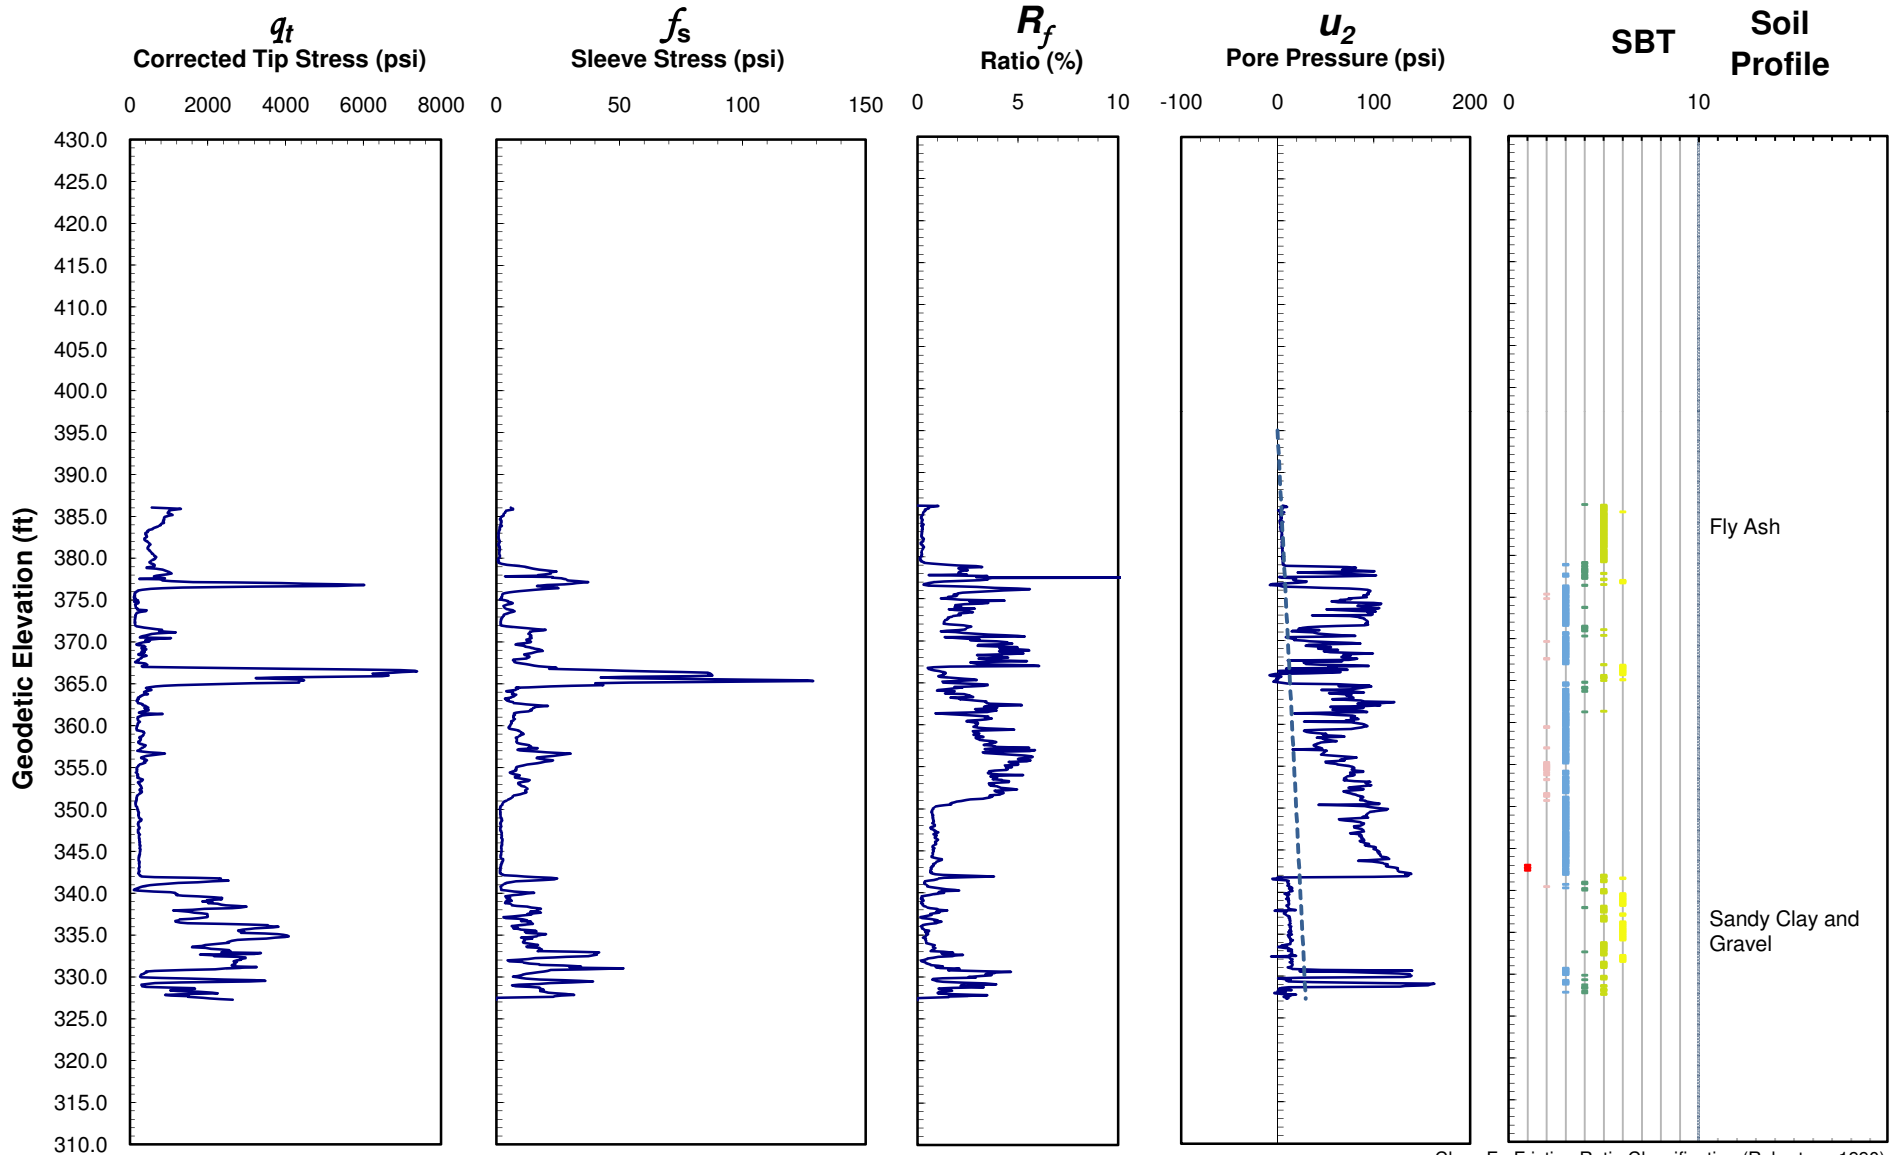 qt
Corrected Tip Stress (psi)
fs
Sleeve Stress (psi)
Rf
Ratio (%)
u2
Pore Pressure (psi)
SBT
Soil
Profile
0 2000 4000 6000 8000
0 50 100 150
0 5 10
-100 0 100 200
0 10
Geodetic Elevation (ft)
430.0
425.0
420.0
415.0
410.0
405.0
400.0
395.0
390.0
385.0
380.0
375.0
370.0
365.0
360.0
355.0
350.0
345.0
340.0
335.0
330.0
325.0
320.0
315.0
310.0
Fly Ash
Sandy Clay and
Gravel